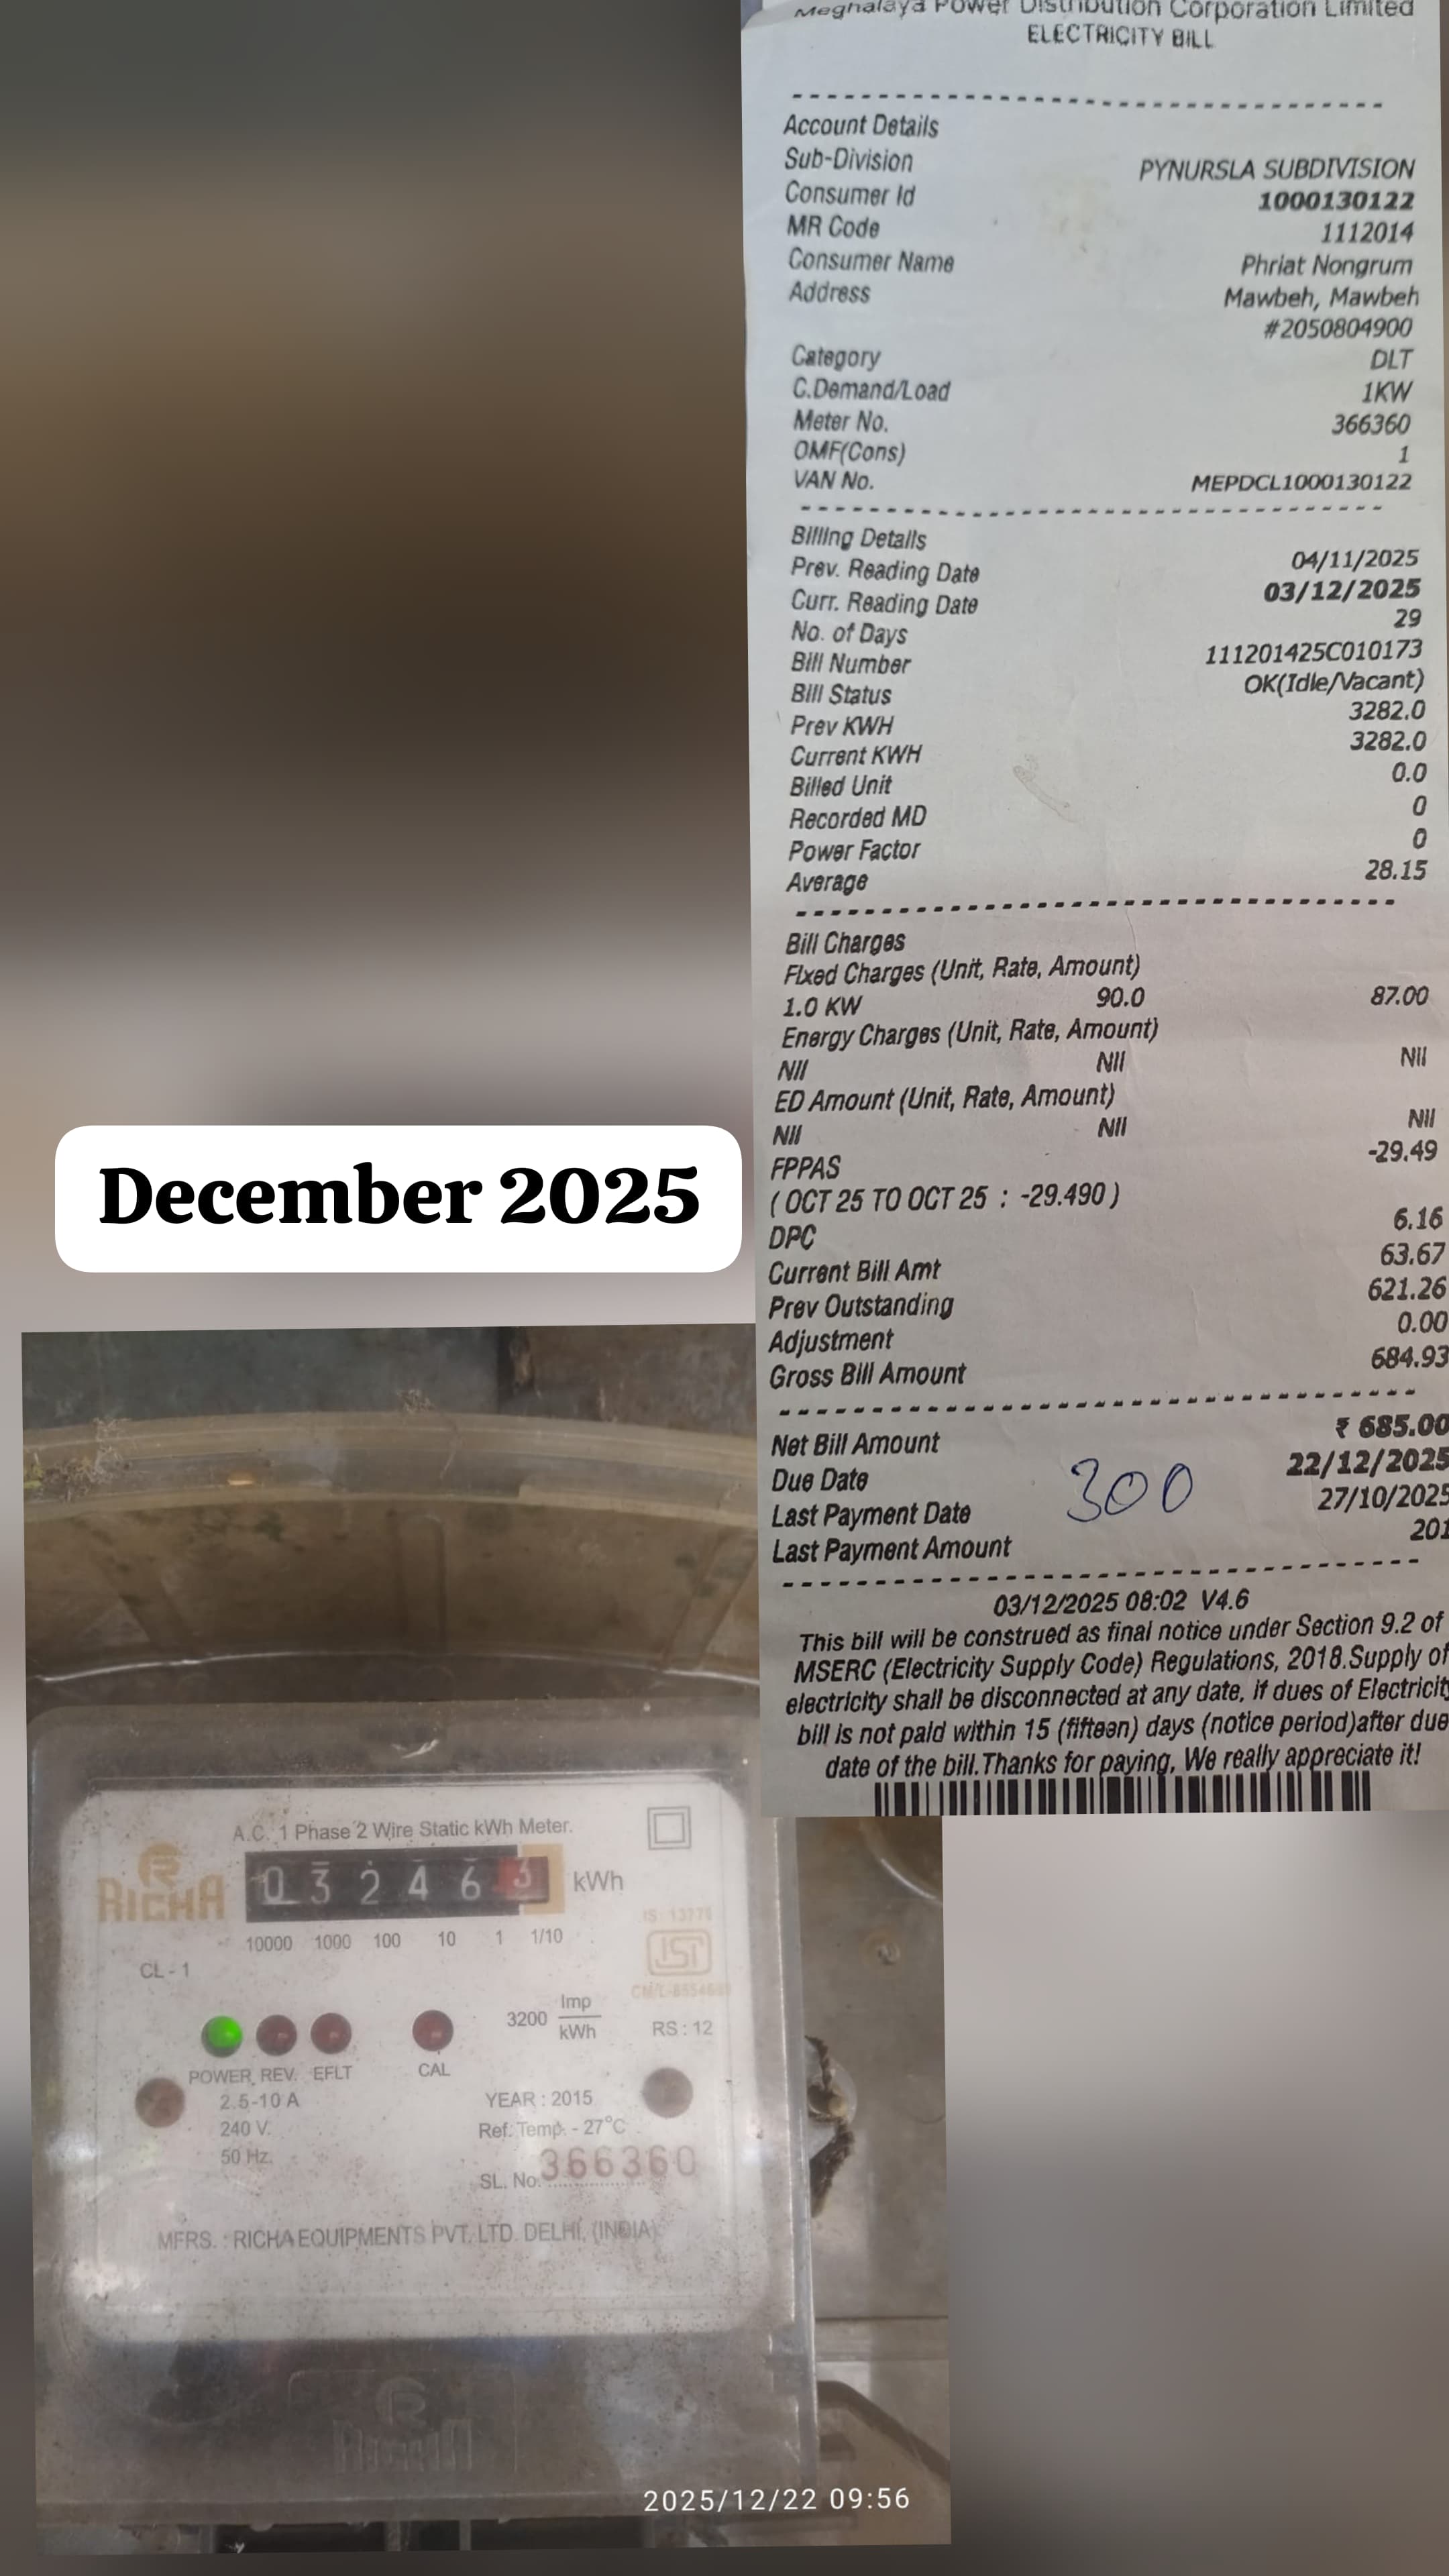 Meghalaya Power Distribution Corporation Limited
ELECTRICITY BILL
Account Details
Sub-Division PYNURSLA SUBDIVISION
Consumer Id 1000130122
MR Code 1112014
Consumer Name Phriat Nongrum
Address Mawbeh, Mawbeh
#2050804900
Category DLT
C.Demand/Load 1KW
Meter No. 366360
OMF(Cons) 1
VAN No. MEPDCL1000130122
Billing Details
Prev. Reading Date 04/11/2025
Curr. Reading Date 03/12/2025
No. of Days 29
Bill Number 111201425C010173
Bill Status OK(Idle/Vacant)
Prev KWH 3282.0
Current KWH 3282.0
Billed Unit 0.0
Recorded MD 0
Power Factor 0
Average 28.15
Bill Charges
Fixed Charges (Unit, Rate, Amount)
1.0 KW 90.0 87.00
Energy Charges (Unit, Rate, Amount)
Nil Nil Nil
ED Amount (Unit, Rate, Amount)
Nil Nil Nil
FPPAS -29.49
( OCT 25 TO OCT 25 : -29.490 )
DPC 6.16
Current Bill Amt 63.67
Prev Outstanding 621.26
Adjustment 0.00
Gross Bill Amount 684.93
Net Bill Amount ₹ 685.00
Due Date 22/12/2025
Last Payment Date 27/10/2025
Last Payment Amount 201
300
03/12/2025 08:02 V4.6
This bill will be construed as final notice under Section 9.2 of
MSERC (Electricity Supply Code) Regulations, 2018.Supply of
electricity shall be disconnected at any date, if dues of Electricity
bill is not paid within 15 (fifteen) days (notice period)after due
date of the bill.Thanks for paying, We really appreciate it!
December 2025
A.C. 1 Phase 2 Wire Static kWh Meter.
RICHA
0 3 2 4 6 3 kWh
10000 1000 100 10 1 1/10
IS: 13779
ISI
CL - 1
3200 Imp/kWh
RS : 12
POWER REV. EFLT CAL
2.5-10 A
240 V.
50 Hz.
YEAR : 2015
Ref. Temp. - 27°C
SL. No. 366360
MFRS. : RICHA EQUIPMENTS PVT. LTD. DELHI, (INDIA)
RICHA
2025/12/22 09:56